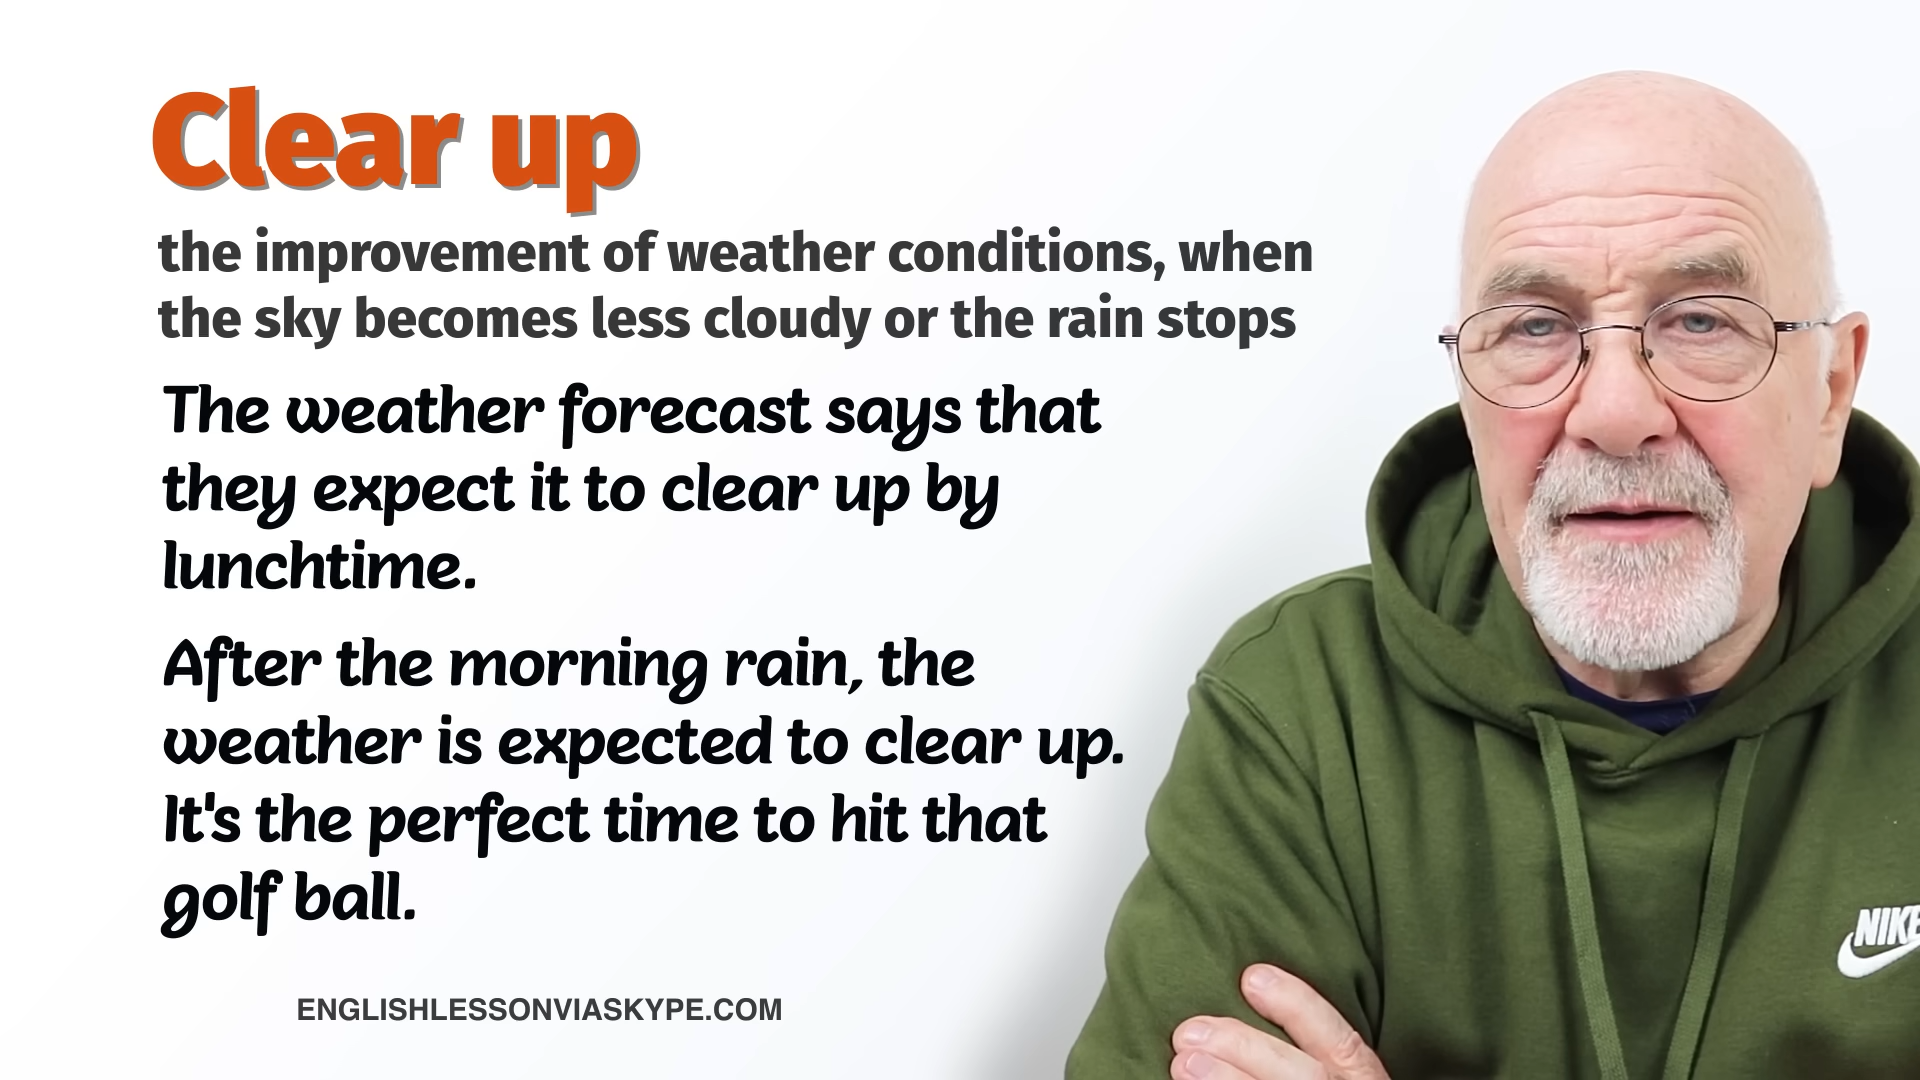 Clear up
the improvement of weather conditions, when
the sky becomes less cloudy or the rain stops
The weather forecast says that
they expect it to clear up by
lunchtime.
After the morning rain, the
weather is expected to clear up.
It's the perfect time to hit that
golf ball.
NIKE
ENGLISHLESSONVIASKYPE.COM